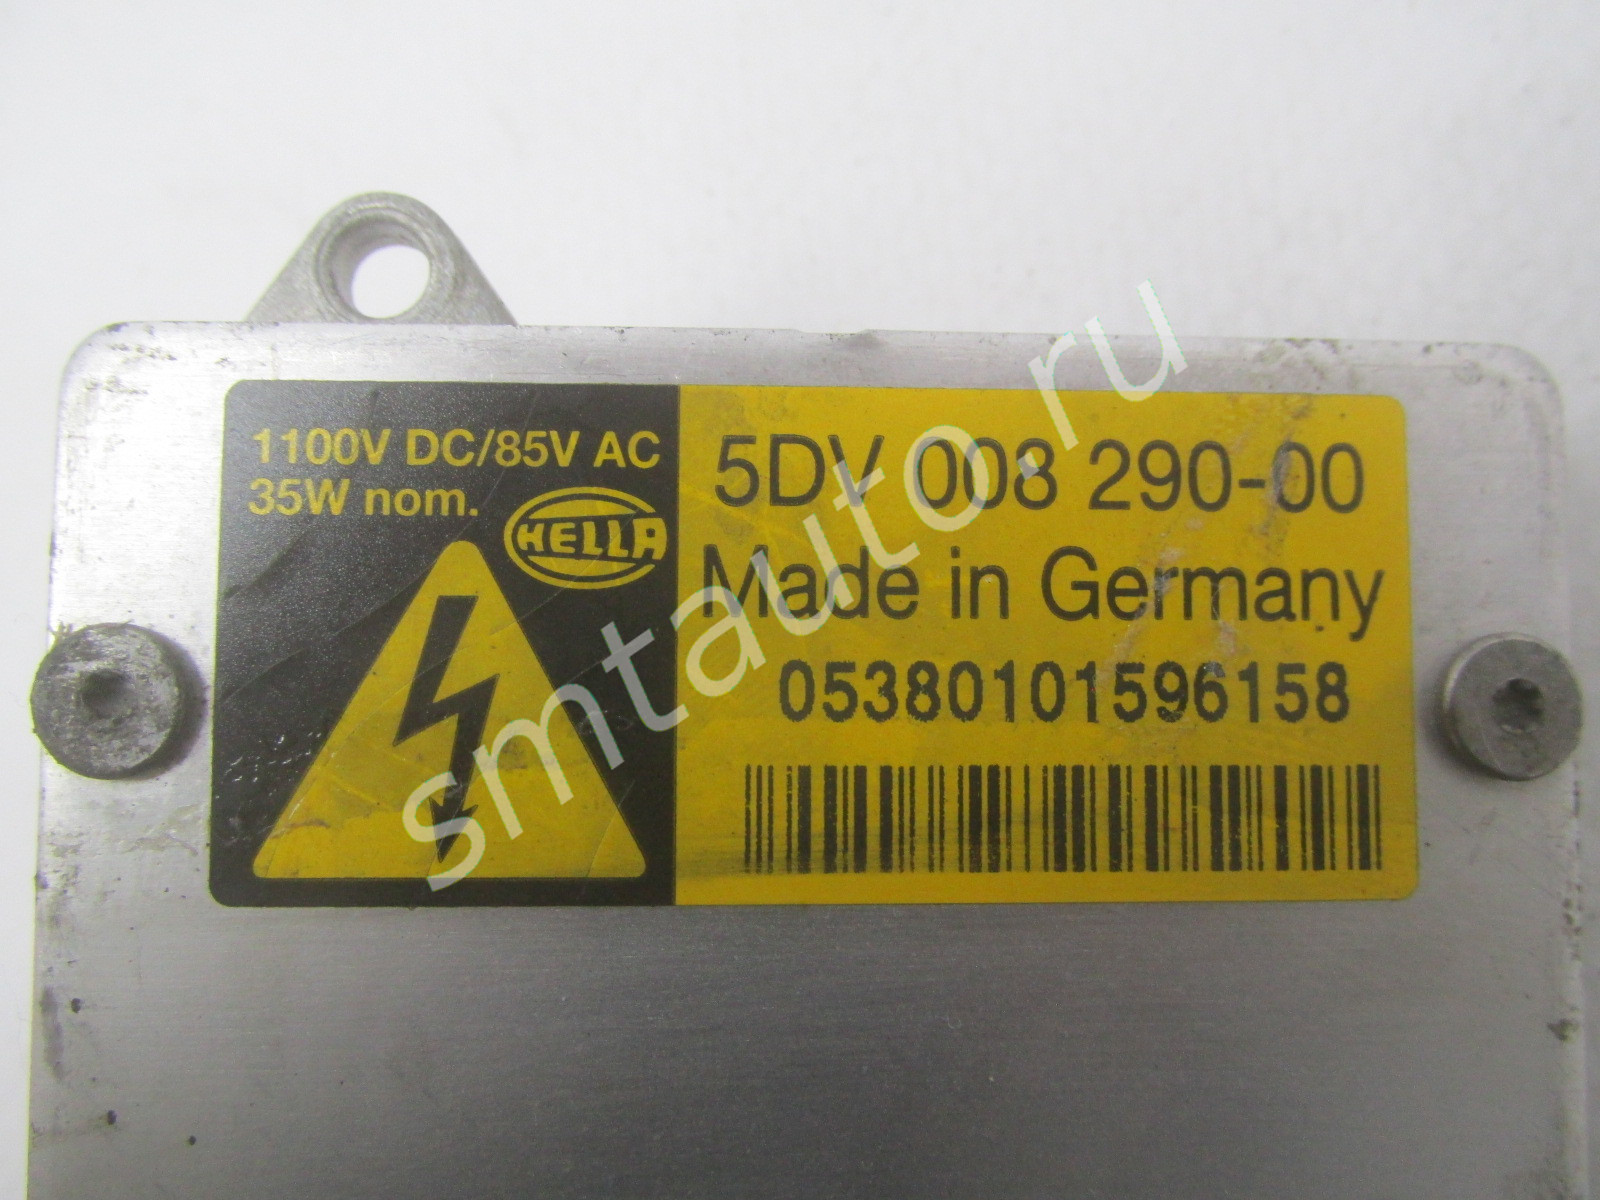 1100V DC/85V AC
35W nom.
HELLA
5DV 008 290-00
Made in Germany
05380101596158
smtauto.ru